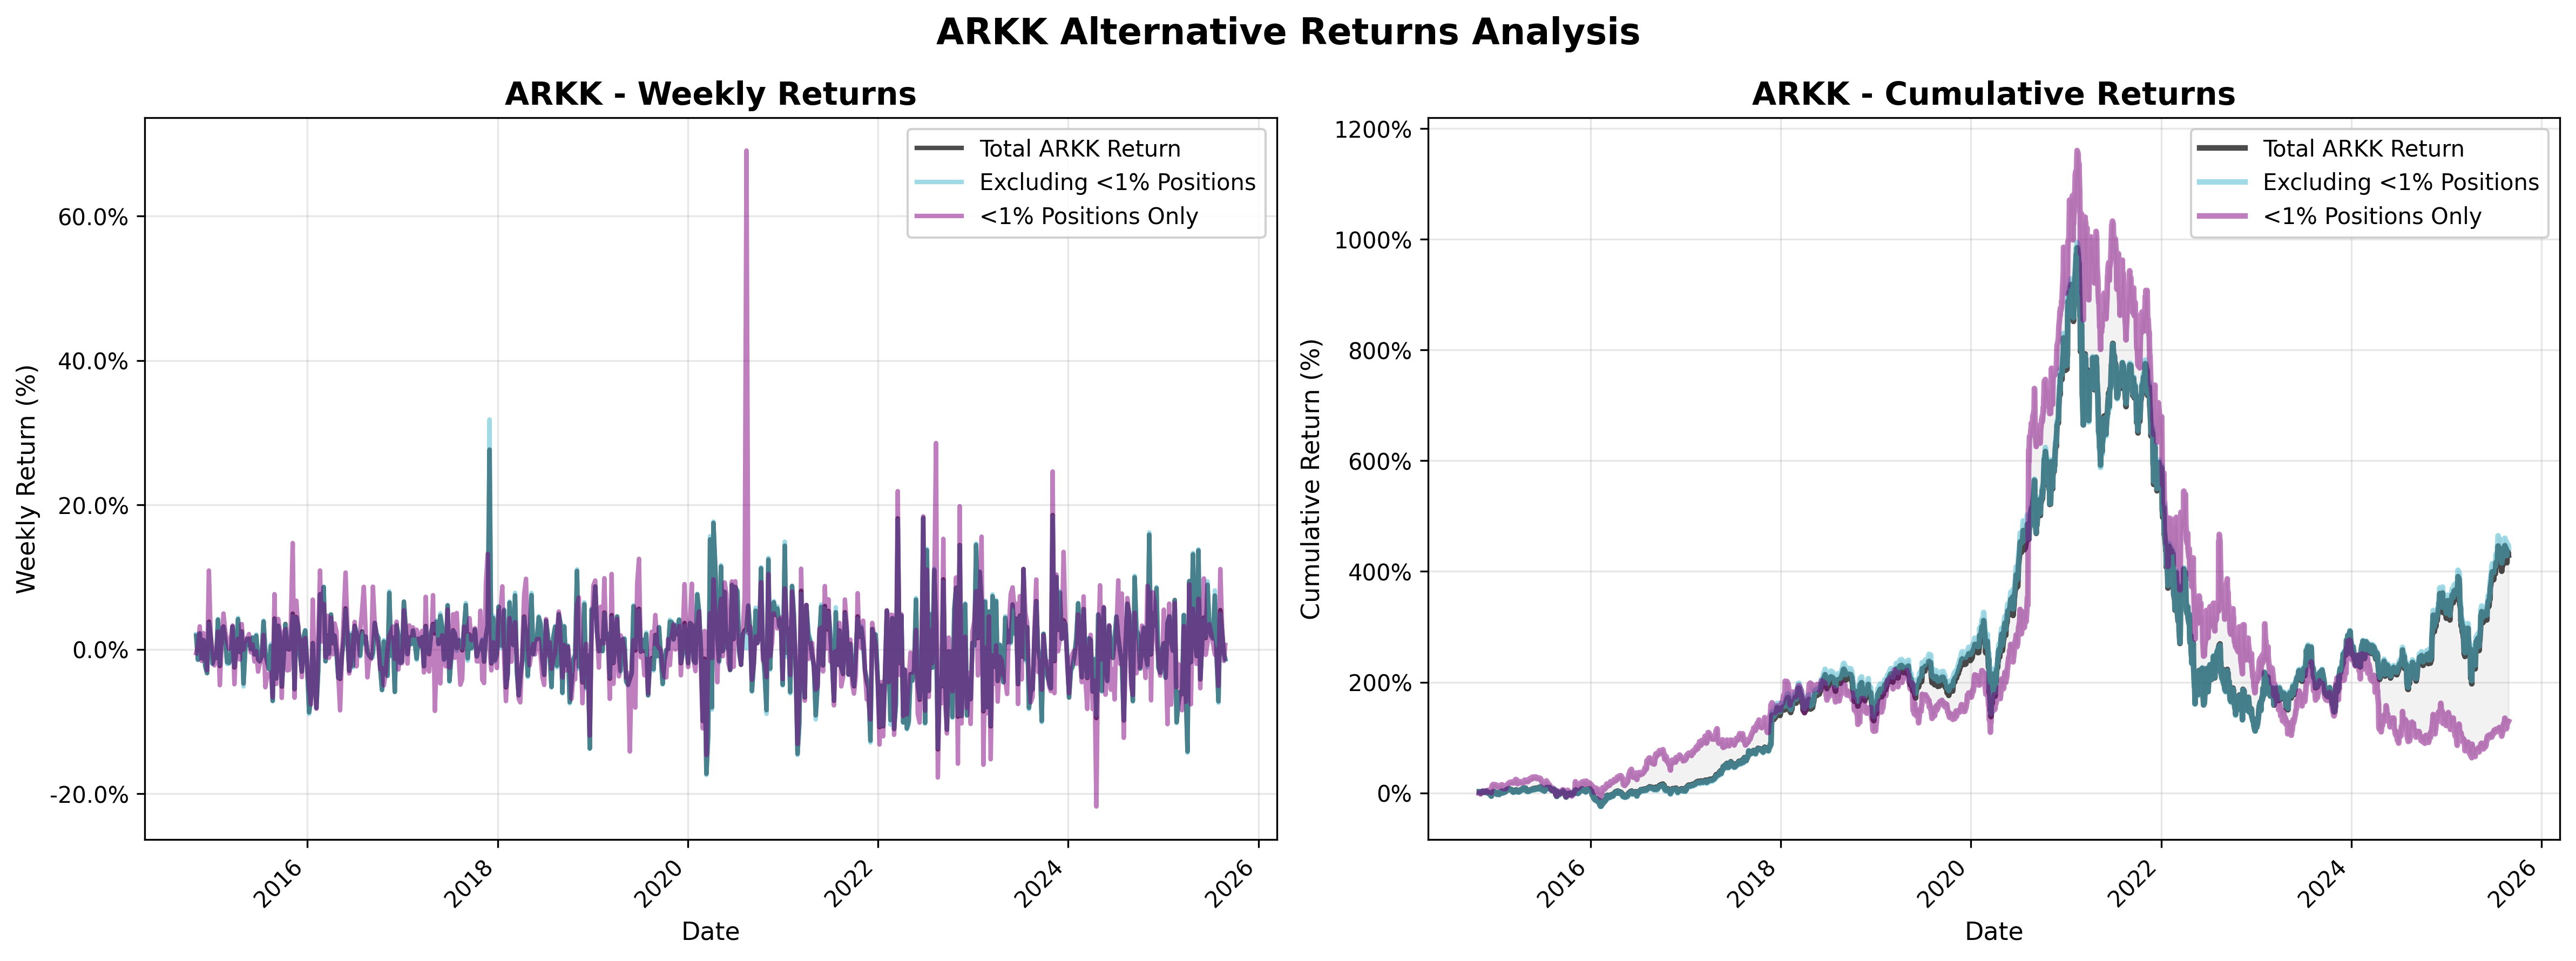 ARKK Alternative Returns Analysis
ARKK - Weekly Returns
Weekly Return (%)
60.0%
40.0%
20.0%
0.0%
-20.0%
Total ARKK Return
Excluding <1% Positions
<1% Positions Only
2016
2018
2020
2022
2024
2026
Date
ARKK - Cumulative Returns
Cumulative Return (%)
1200%
1000%
800%
600%
400%
200%
0%
Total ARKK Return
Excluding <1% Positions
<1% Positions Only
2016
2018
2020
2022
2024
2026
Date